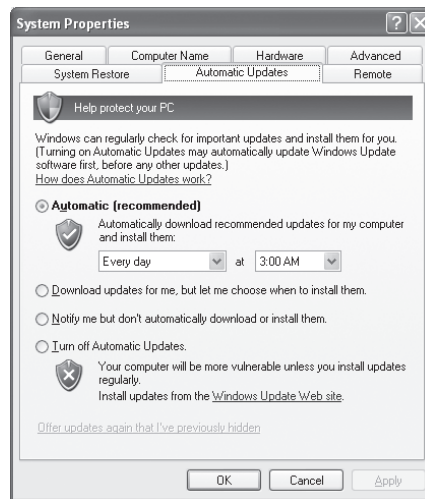 System Properties
General Computer Name Hardware Advanced
System Restore Automatic Updates Remote
Help protect your PC
Windows can regularly check for important updates and install them for you.
(Turning on Automatic Updates may automatically update Windows Update
software first, before any other updates.)
How does Automatic Updates work?
Automatic (recommended)
Automatically download recommended updates for my computer
and install them:
Every day at 3:00 AM
Download updates for me, but let me choose when to install them.
Notify me but don't automatically download or install them.
Turn off Automatic Updates.
Your computer will be more vulnerable unless you install updates
regularly.
Install updates from the Windows Update Web site.
Offer updates again that I've previously hidden
OK Cancel Apply